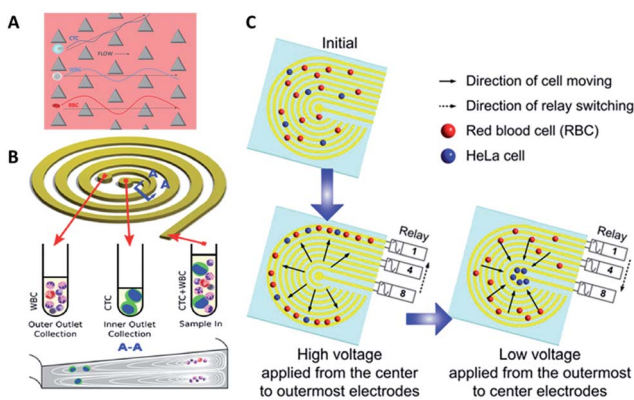 A
CTC
FLOW
WBC
RBC
B
A
A
WBC
Outer Outlet
Collection
CTC
Inner Outlet
Collection
CTC+WBC
Sample In
A-A
C
Initial
Direction of cell moving
Direction of relay switching
Red blood cell (RBC)
HeLa cell
Relay
1
4
8
High voltage
applied from the center
to outermost electrodes
Relay
1
4
8
Low voltage
applied from the outermost
to center electrodes